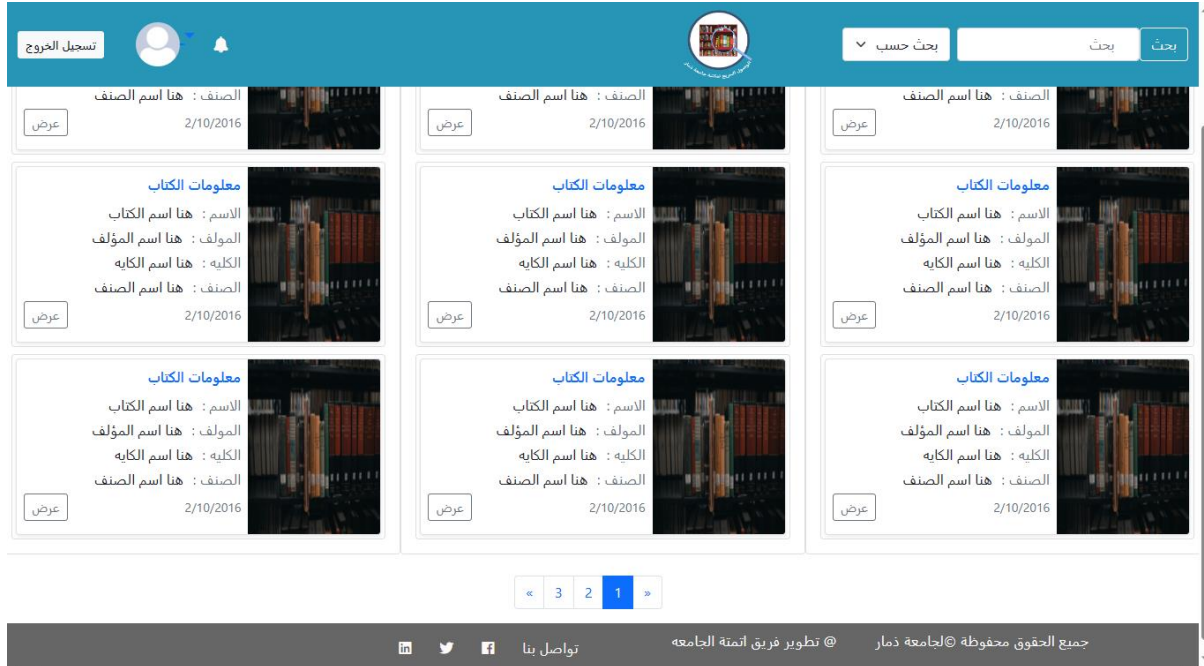 بحث
بحث
بحث حسب
تسجيل الخروج
الصنف : هنا اسم الصنف
2/10/2016
عرض
الصنف : هنا اسم الصنف
2/10/2016
عرض
الصنف : هنا اسم الصنف
2/10/2016
عرض
معلومات الكتاب
الاسم : هنا اسم الكتاب
المولف : هنا اسم المؤلف
الكليه : هنا اسم الكايه
الصنف : هنا اسم الصنف
2/10/2016
عرض
معلومات الكتاب
الاسم : هنا اسم الكتاب
المولف : هنا اسم المؤلف
الكليه : هنا اسم الكايه
الصنف : هنا اسم الصنف
2/10/2016
عرض
معلومات الكتاب
الاسم : هنا اسم الكتاب
المولف : هنا اسم المؤلف
الكليه : هنا اسم الكايه
الصنف : هنا اسم الصنف
2/10/2016
عرض
معلومات الكتاب
الاسم : هنا اسم الكتاب
المولف : هنا اسم المؤلف
الكليه : هنا اسم الكايه
الصنف : هنا اسم الصنف
2/10/2016
عرض
معلومات الكتاب
الاسم : هنا اسم الكتاب
المولف : هنا اسم المؤلف
الكليه : هنا اسم الكايه
الصنف : هنا اسم الصنف
2/10/2016
عرض
معلومات الكتاب
الاسم : هنا اسم الكتاب
المولف : هنا اسم المؤلف
الكليه : هنا اسم الكايه
الصنف : هنا اسم الصنف
2/10/2016
عرض
« 1 2 3 »
جميع الحقوق محفوظة ©لجامعة ذمار @ تطوير فريق اتمتة الجامعه تواصل بنا